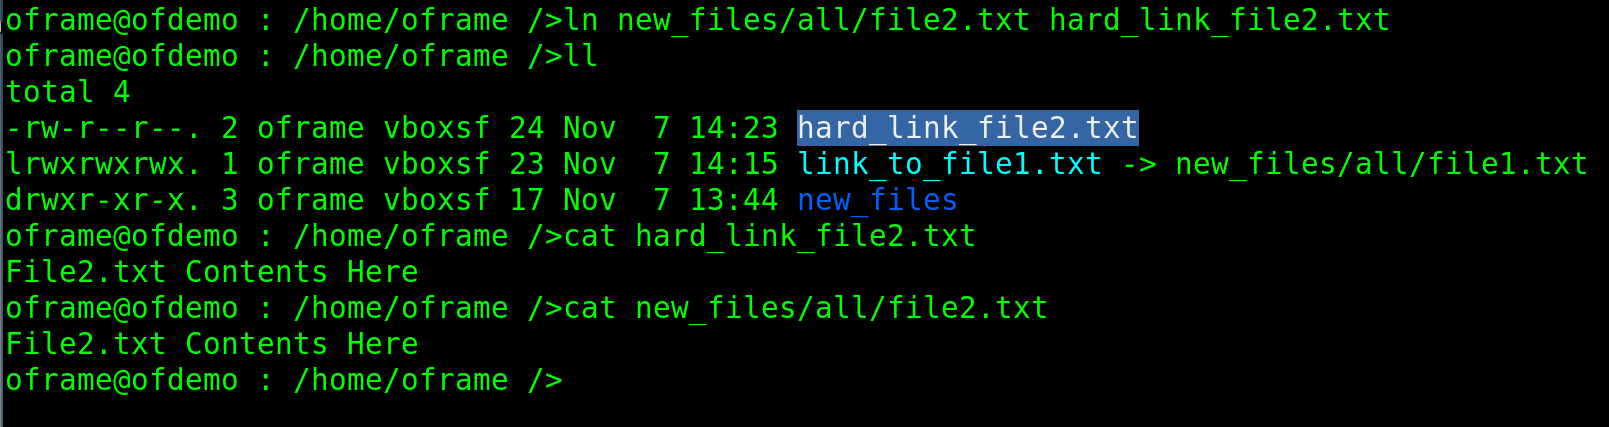 oframe@ofdemo : /home/oframe />ln new_files/all/file2.txt hard_link_file2.txt
oframe@ofdemo : /home/oframe />ll
total 4
-rw-r--r--. 2 oframe vboxsf 24 Nov  7 14:23 hard_link_file2.txt
lrwxrwxrwx. 1 oframe vboxsf 23 Nov  7 14:15 link_to_file1.txt -> new_files/all/file1.txt
drwxr-xr-x. 3 oframe vboxsf 17 Nov  7 13:44 new_files
oframe@ofdemo : /home/oframe />cat hard_link_file2.txt
File2.txt Contents Here
oframe@ofdemo : /home/oframe />cat new_files/all/file2.txt
File2.txt Contents Here
oframe@ofdemo : /home/oframe />